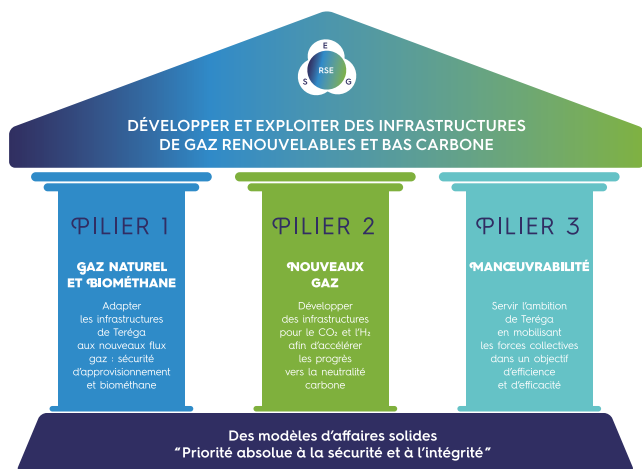 E
RSE
S
G
DÉVELOPPER ET EXPLOITER DES INFRASTRUCTURES
DE GAZ RENOUVELABLES ET BAS CARBONE
PILIER 1
GAZ NATUREL
ET BIOMÉTHANE
Adapter
les infrastructures
de Teréga
aux nouveaux flux
gaz : sécurité
d'approvisionnement
et biométhane
PILIER 2
NOUVEAUX
GAZ
Développer
des infrastructures
pour le CO₂ et l'H₂
afin d'accélérer
les progrès
vers la neutralité
carbone
PILIER 3
MANŒUVRABILITÉ
Servir l'ambition
de Teréga
en mobilisant
les forces collectives
dans un objectif
d'efficience
et d'efficacité
Des modèles d'affaires solides
“Priorité absolue à la sécurité et à l'intégrité”